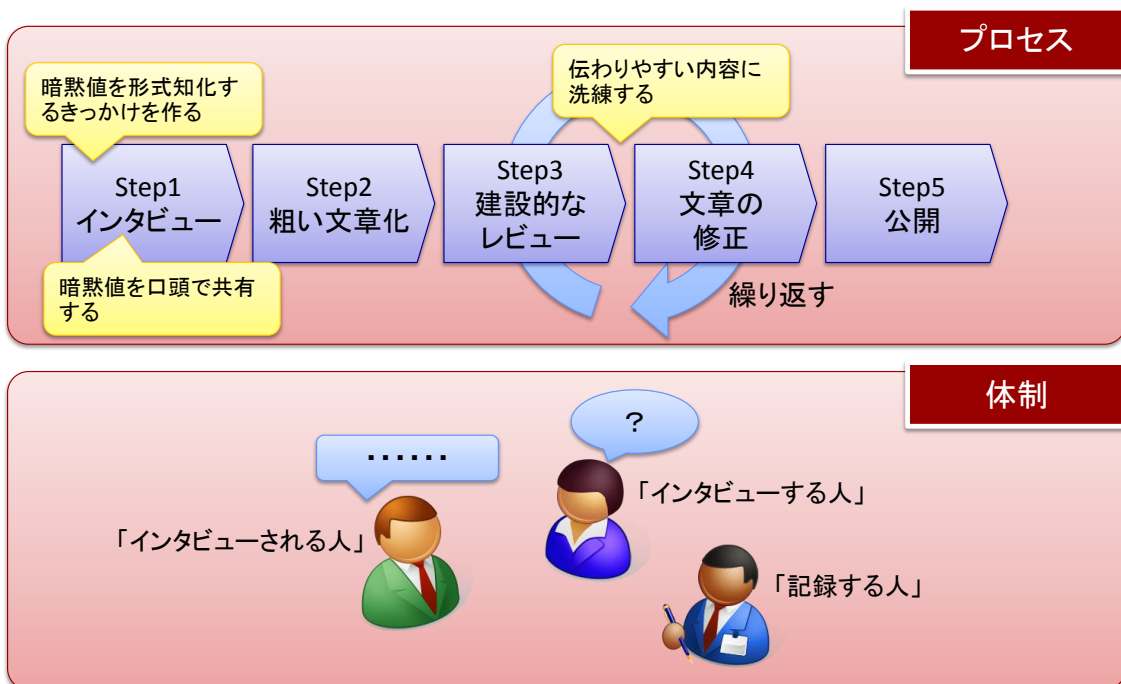 プロセス
暗黙値を形式知化す
るきっかけを作る
伝わりやすい内容に
洗練する
Step1
インタビュー
Step2
粗い文章化
Step3
建設的な
レビュー
Step4
文章の
修正
Step5
公開
暗黙値を口頭で共有
する
繰り返す
体制
?
・・・・・・
「インタビューする人」
「インタビューされる人」
「記録する人」